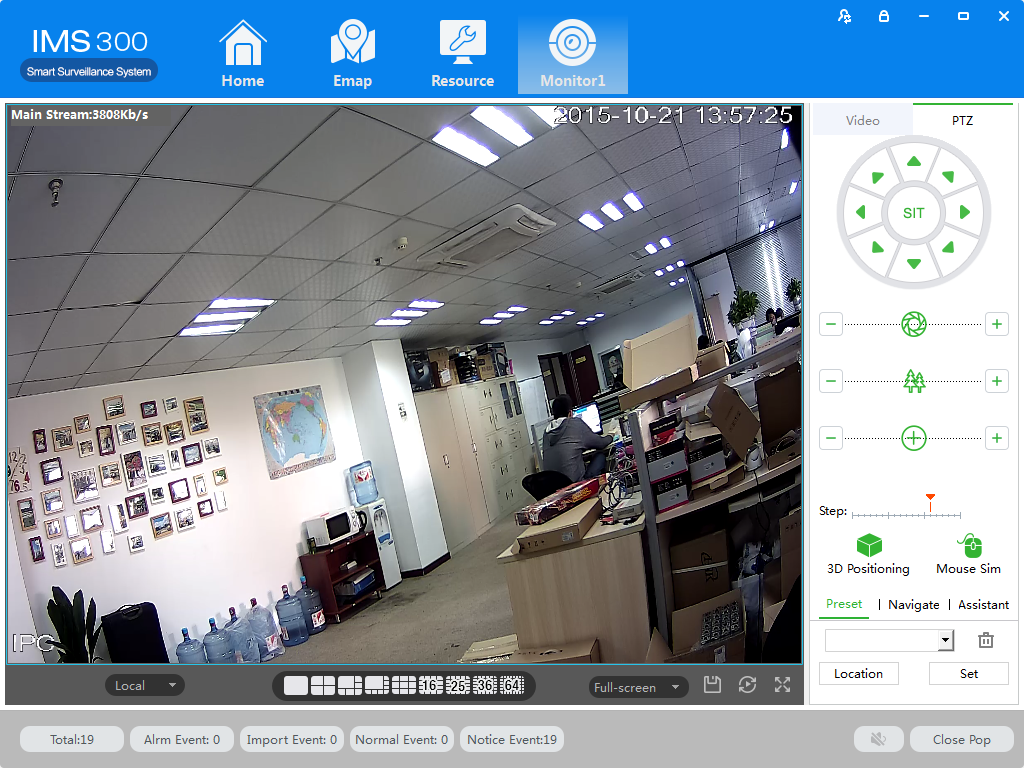 IMS 300
Smart Surveillance System
Home
Emap
Resource
Monitor1
Main Stream:3808Kb/s
2015-10-21 13:57:25
IPC
Video
PTZ
SIT
Step:
3D Positioning
Mouse Sim
Preset | Navigate | Assistant
Location
Set
Local
16 25 36 64
Full-screen
Total:19
Alrm Event: 0
Import Event: 0
Normal Event: 0
Notice Event:19
Close Pop